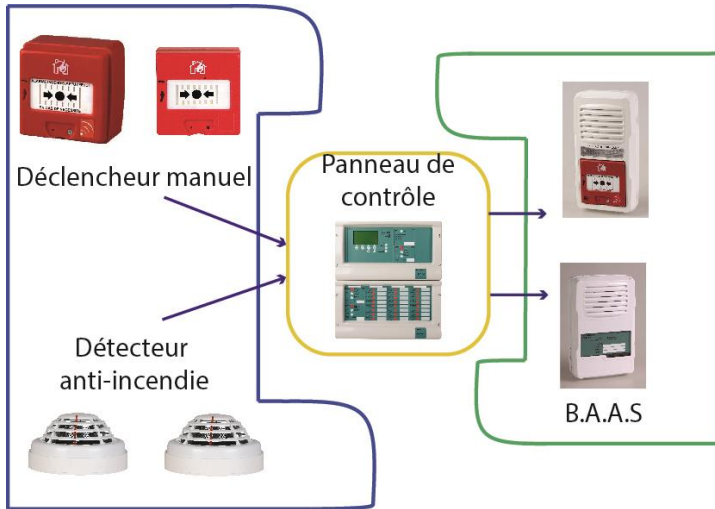 Déclencheur manuel
Panneau de
contrôle
Détecteur
anti-incendie
B.A.A.S